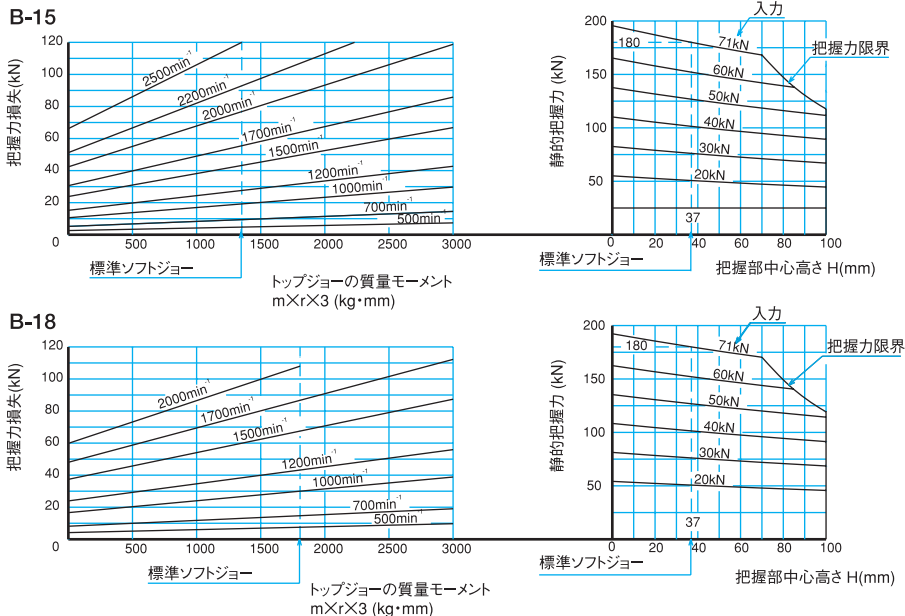 B-15
把握力損失(kN)
120
100
80
60
40
20
0
2500min⁻¹
2200min⁻¹
2000min⁻¹
1700min⁻¹
1500min⁻¹
1200min⁻¹
1000min⁻¹
700min⁻¹
500min⁻¹
500
1000
1500
2000
2500
3000
標準ソフトジョー
トップジョーの質量モーメント
m×r×3 (kg・mm)
静的把握力 (kN)
200
150
100
50
0
入力
把握力限界
180
71kN
60kN
50kN
40kN
30kN
20kN
37
0
20
40
60
80
100
標準ソフトジョー
把握部中心高さ H(mm)
B-18
把握力損失(kN)
120
100
80
60
40
20
0
2000min⁻¹
1700min⁻¹
1500min⁻¹
1200min⁻¹
1000min⁻¹
700min⁻¹
500min⁻¹
500
1000
1500
2000
2500
3000
標準ソフトジョー
トップジョーの質量モーメント
m×r×3 (kg・mm)
静的把握力 (kN)
200
150
100
50
0
入力
把握力限界
180
71kN
60kN
50kN
40kN
30kN
20kN
37
0
20
40
60
80
100
標準ソフトジョー
把握部中心高さ H(mm)